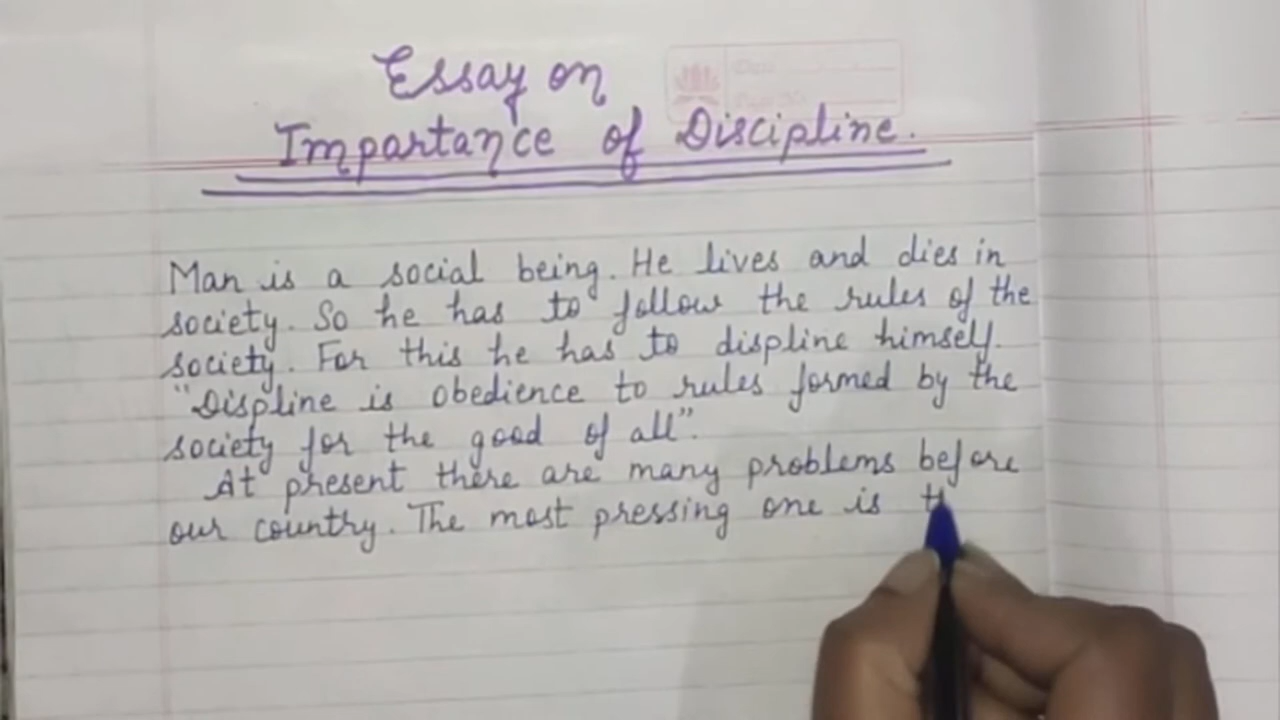 Essay on
Importance of Discipline.
Man is a social being. He lives and dies in
society. So he has to follow the rules of the
society. For this he has to displine himself.
"Displine is obedience to rules formed by the
society for the good of all".
At present there are many problems before
our country. The most pressing one is